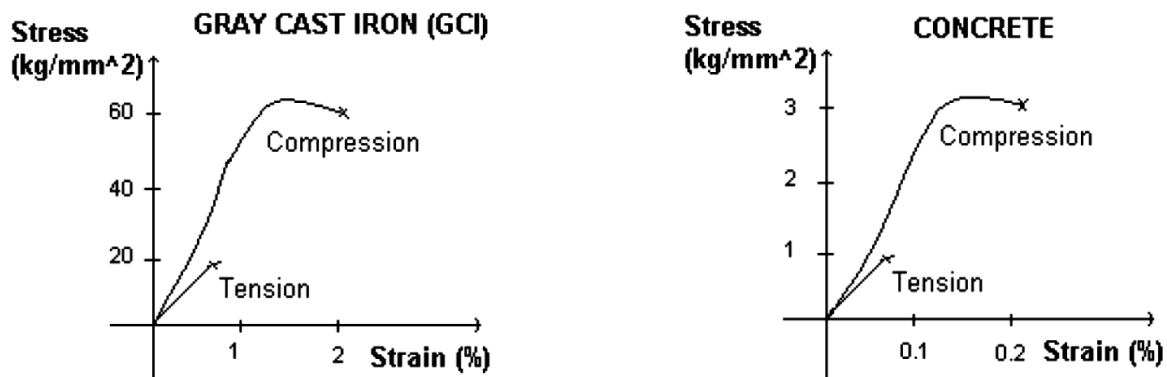 GRAY CAST IRON (GCI)
Stress
(kg/mm^2)
60
40
20
Compression
Tension
1
2
Strain (%)
CONCRETE
Stress
(kg/mm^2)
3
2
1
Compression
Tension
0.1
0.2
Strain (%)